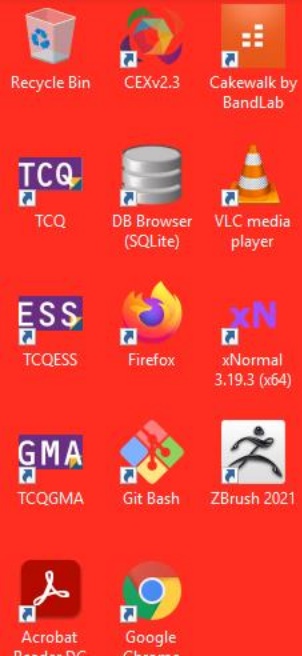 Recycle Bin
CEXv2.3
Cakewalk by
BandLab
TCQ
TCQ
DB Browser
(SQLite)
VLC media
player
ESS
TCQESS
Firefox
xN
xNormal
3.19.3 (x64)
GMA
TCQGMA
Git Bash
ZBrush 2021
Acrobat
Reader DC
Google
Chrome